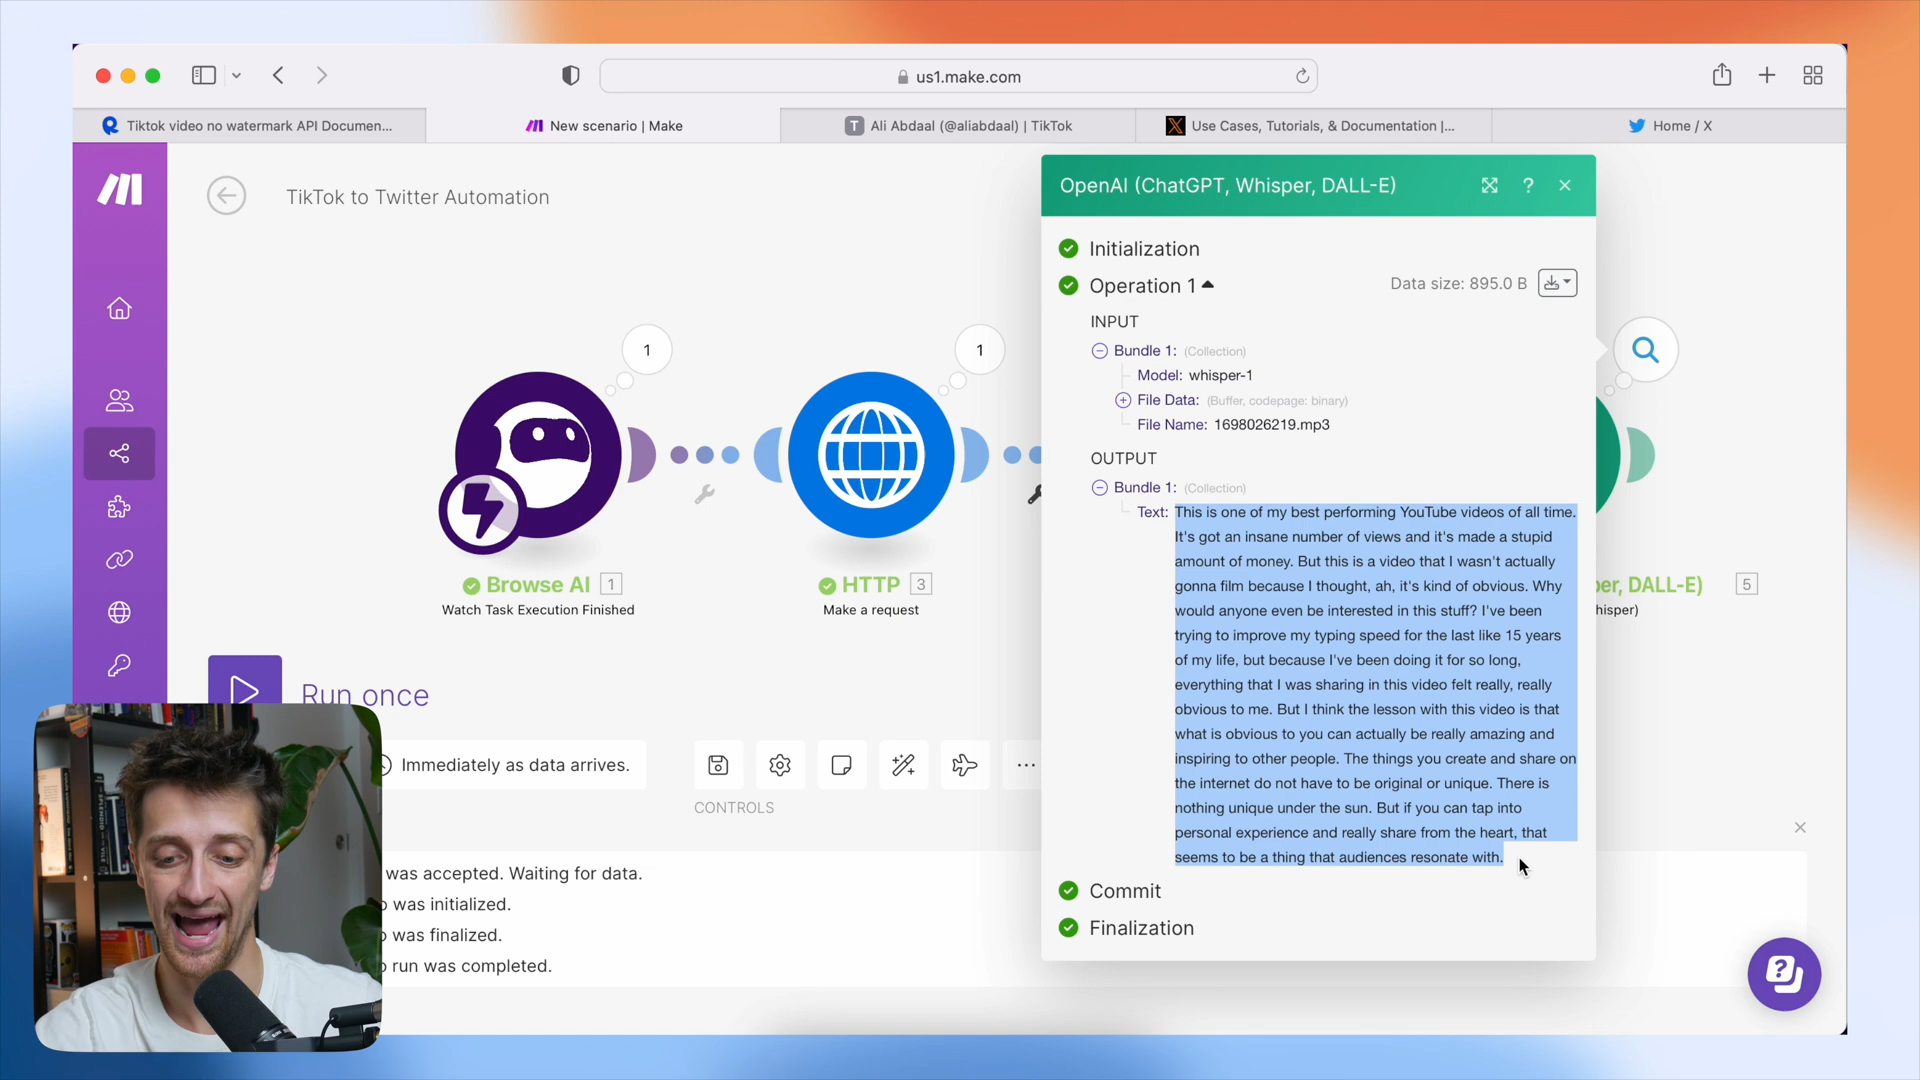 us1.make.com
Tiktok video no watermark API Documen...
New scenario | Make
T
Ali Abdaal (@aliabdaal) | TikTok
Use Cases, Tutorials, & Documentation |...
Home / X
TikTok to Twitter Automation
OpenAI (ChatGPT, Whisper, DALL-E)
?
Initialization
Operation 1
Data size: 895.0 B
INPUT
Bundle 1: (Collection)
Model: whisper-1
File Data: (Buffer, codepage: binary)
File Name: 1698026219.mp3
OUTPUT
Bundle 1: (Collection)
Text: This is one of my best performing YouTube videos of all time.
It's got an insane number of views and it's made a stupid
amount of money. But this is a video that I wasn't actually
gonna film because I thought, ah, it's kind of obvious. Why
would anyone even be interested in this stuff? I've been
trying to improve my typing speed for the last like 15 years
of my life, but because I've been doing it for so long,
everything that I was sharing in this video felt really, really
obvious to me. But I think the lesson with this video is that
what is obvious to you can actually be really amazing and
inspiring to other people. The things you create and share on
the internet do not have to be original or unique. There is
nothing unique under the sun. But if you can tap into
personal experience and really share from the heart, that
seems to be a thing that audiences resonate with.
Commit
Finalization
1
1
Browse AI 1
Watch Task Execution Finished
HTTP 3
Make a request
per, DALL-E) 5
hisper)
Run once
Immediately as data arrives.
CONTROLS
was accepted. Waiting for data.
o was initialized.
o was finalized.
o run was completed.
?